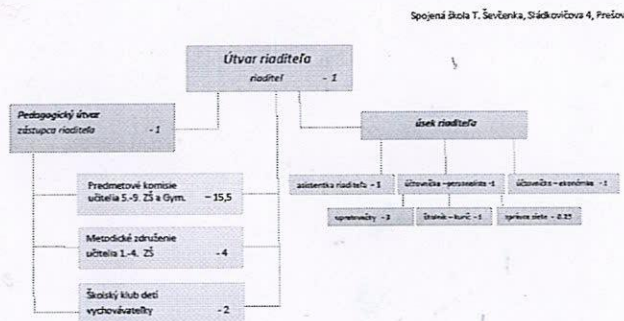 Spojená škola T. Ševčenka, Sládkovičova 4, Prešov
Útvar riaditeľa
riaditeľ - 1
Pedagogický útvar
zástupca riaditeľa - 1
úsek riaditeľa
Predmetové komisie
učitelia 5.-9. ZŠ a Gym. - 15,5
asistentka riaditeľa - 1
účtovníčka - personalista -1
účtovníčka - ekonómka - 1
upratovačky - 3
školník - kurič - 1
správca siete - 0.25
Metodické združenie
učitelia 1.-4. ZŠ - 4
Školský klub detí
vychovávateľky - 2